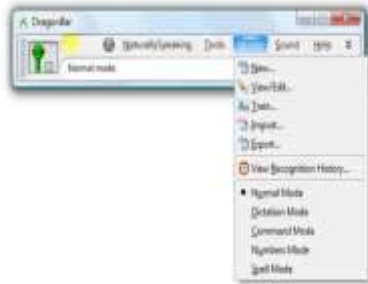 DragonBar
NaturallySpeaking Tools Sound Help
Normal mode
New...
View/Edit...
Train...
Import...
Export...
View Recognition History...
Normal Mode
Dictation Mode
Command Mode
Numbers Mode
Spell Mode